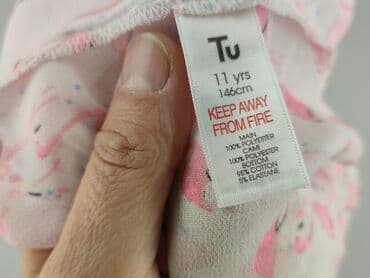 Tu
11 yrs
146cm
KEEP AWAY
FROM FIRE
MAIN
100% POLYESTER
CAMI
100% POLYESTER
BOTTOM
95% COTTON
5% ELASTANE